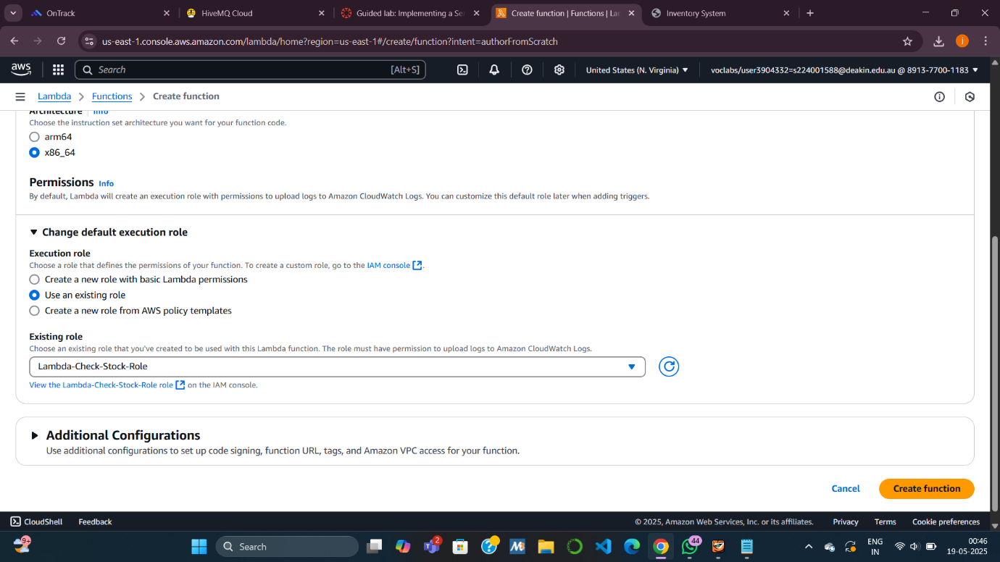 OnTrack
HiveMQ Cloud
Guided lab: Implementing a Se
Create function | Functions | La
Inventory System
us-east-1.console.aws.amazon.com/lambda/home?region=us-east-1#/create/function?intent=authorFromScratch
j
aws
Search
[Alt+S]
United States (N. Virginia)
voclabs/user3904332=s224001588@deakin.edu.au @ 8913-7700-1183
Lambda
Functions
Create function
Architecture Info
Choose the instruction set architecture you want for your function code.
arm64
x86_64
Permissions Info
By default, Lambda will create an execution role with permissions to upload logs to Amazon CloudWatch Logs. You can customize this default role later when adding triggers.
Change default execution role
Execution role
Choose a role that defines the permissions of your function. To create a custom role, go to the IAM console.
Create a new role with basic Lambda permissions
Use an existing role
Create a new role from AWS policy templates
Existing role
Choose an existing role that you've created to be used with this Lambda function. The role must have permission to upload logs to Amazon CloudWatch Logs.
Lambda-Check-Stock-Role
View the Lambda-Check-Stock-Role role on the IAM console.
Additional Configurations
Use additional configurations to set up code signing, function URL, tags, and Amazon VPC access for your function.
Cancel
Create function
CloudShell
Feedback
© 2025, Amazon Web Services, Inc. or its affiliates.
Privacy
Terms
Cookie preferences
9+
Search
2
44
ENG
IN
00:46
19-05-2025